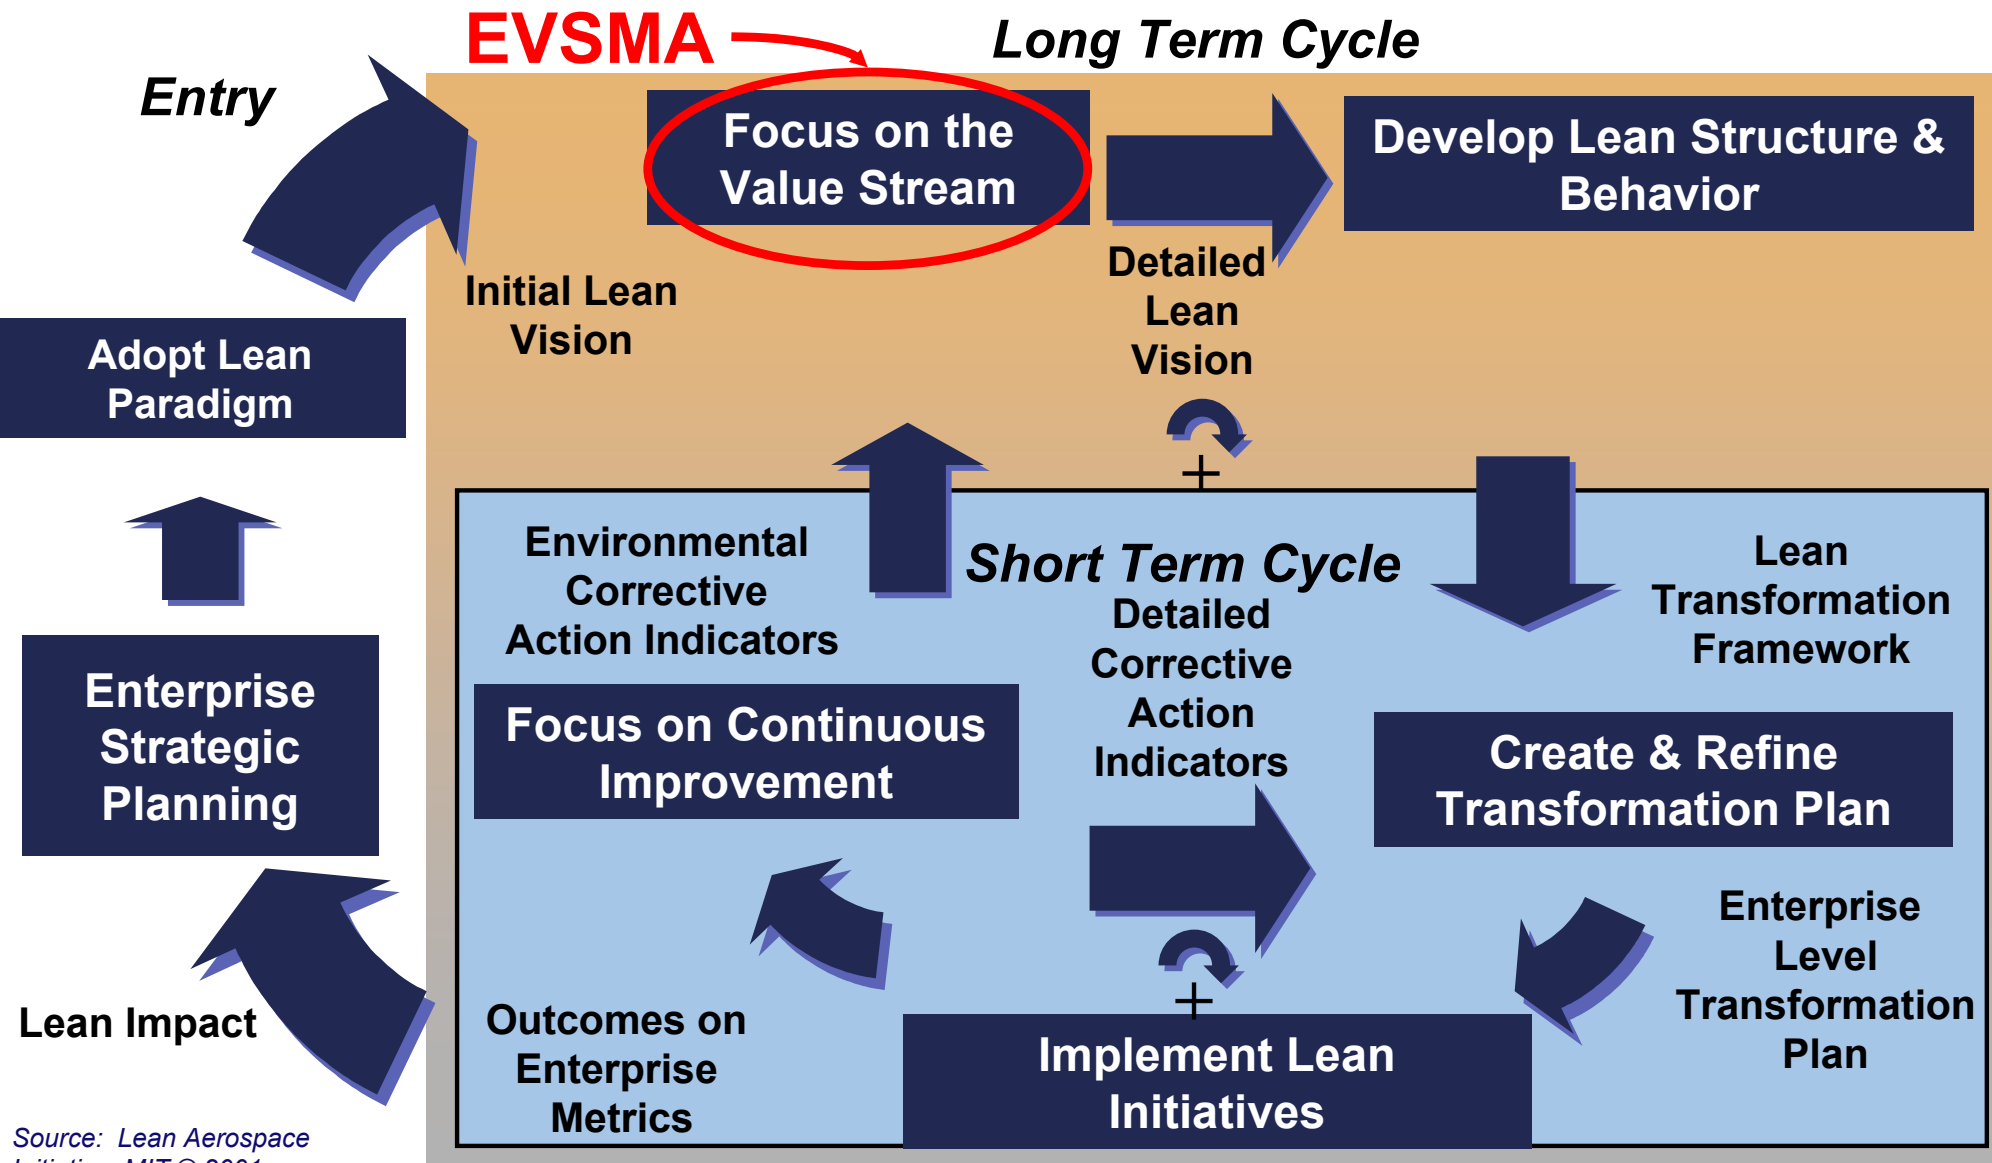 EVSMA
Long Term Cycle
Entry
Focus on the
Value Stream
Develop Lean Structure &
Behavior
Initial Lean
Vision
Detailed
Lean
Vision
Adopt Lean
Paradigm
+
Environmental
Corrective
Action Indicators
Short Term Cycle
Detailed
Corrective
Action
Indicators
Lean
Transformation
Framework
Enterprise
Strategic
Planning
Focus on Continuous
Improvement
Create & Refine
Transformation Plan
Enterprise
Level
Transformation
Plan
Lean Impact
Outcomes on
Enterprise
Metrics
+
Implement Lean
Initiatives
Source: Lean Aerospace